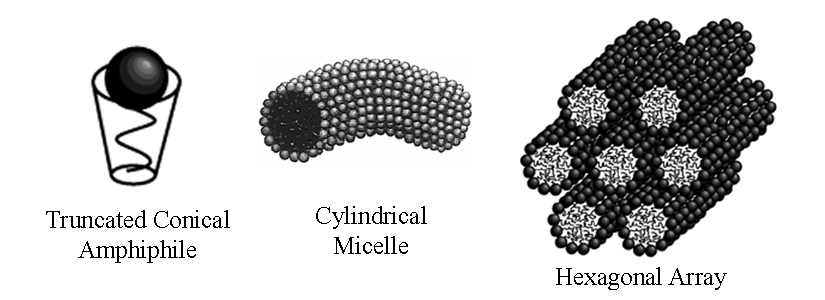 Truncated Conical
Amphiphile
Cylindrical
Micelle
Hexagonal Array